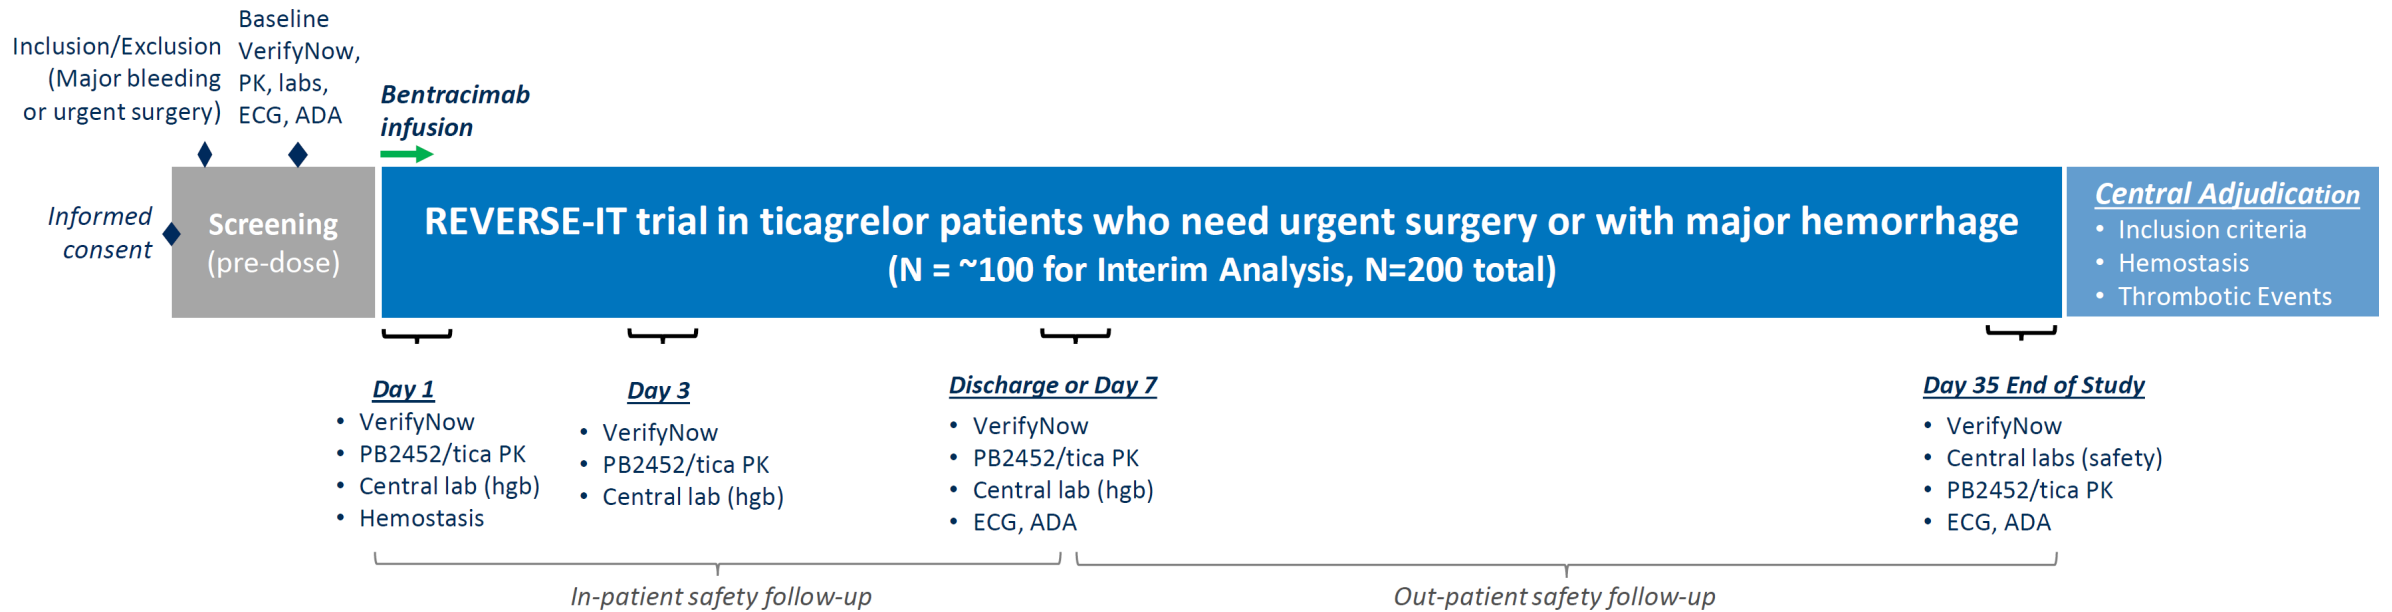 Inclusion/Exclusion
(Major bleeding
or urgent surgery)
Baseline
VerifyNow,
PK, labs,
ECG, ADA
Bentracimab
infusion
Informed
consent
Screening
(pre-dose)
REVERSE-IT trial in ticagrelor patients who need urgent surgery or with major hemorrhage
(N = ~100 for Interim Analysis, N=200 total)
Central Adjudication
• Inclusion criteria
• Hemostasis
• Thrombotic Events
Day 1
• VerifyNow
• PB2452/tica PK
• Central lab (hgb)
• Hemostasis
Day 3
• VerifyNow
• PB2452/tica PK
• Central lab (hgb)
Discharge or Day 7
• VerifyNow
• PB2452/tica PK
• Central lab (hgb)
• ECG, ADA
Day 35 End of Study
• VerifyNow
• Central labs (safety)
• PB2452/tica PK
• ECG, ADA
In-patient safety follow-up
Out-patient safety follow-up